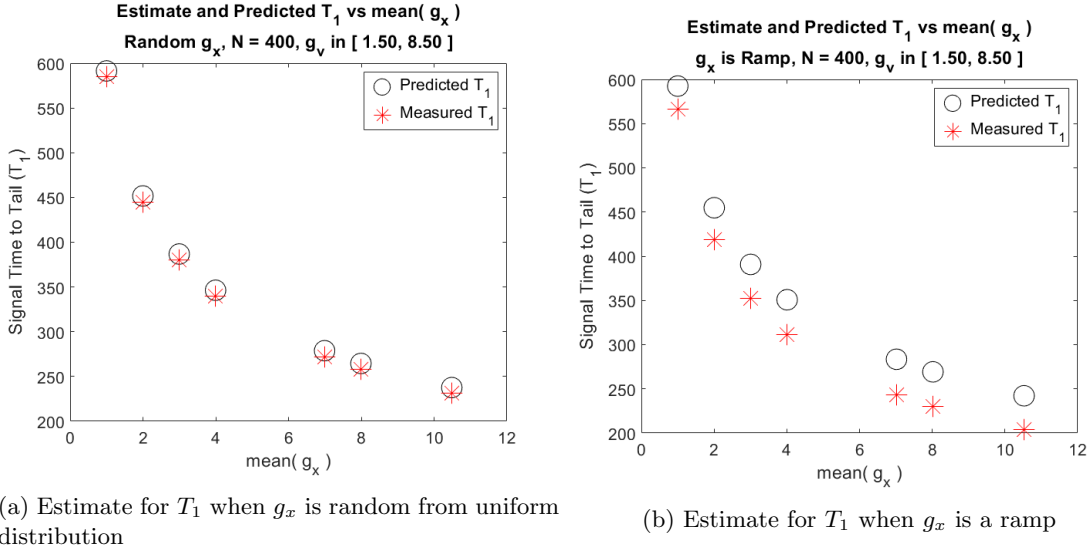 Estimate and Predicted T1 vs mean( gx )
Random gx, N = 400, gv in [ 1.50, 8.50 ]
600
550
500
450
400
350
300
250
200
0 2 4 6 8 10 12
Signal Time to Tail (T1)
mean( gx )
Predicted T1
Measured T1
(a) Estimate for T1 when gx is random from uniform
distribution
Estimate and Predicted T1 vs mean( gx )
gx is Ramp, N = 400, gv in [ 1.50, 8.50 ]
600
550
500
450
400
350
300
250
200
0 2 4 6 8 10 12
Signal Time to Tail (T1)
mean( gx )
Predicted T1
Measured T1
(b) Estimate for T1 when gx is a ramp